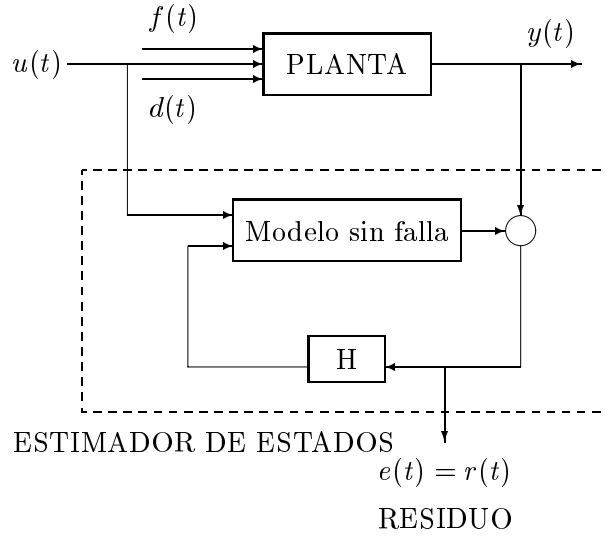 f(t)
u(t)
PLANTA
y(t)
d(t)
Modelo sin falla
H
ESTIMADOR DE ESTADOS
e(t) = r(t)
RESIDUO